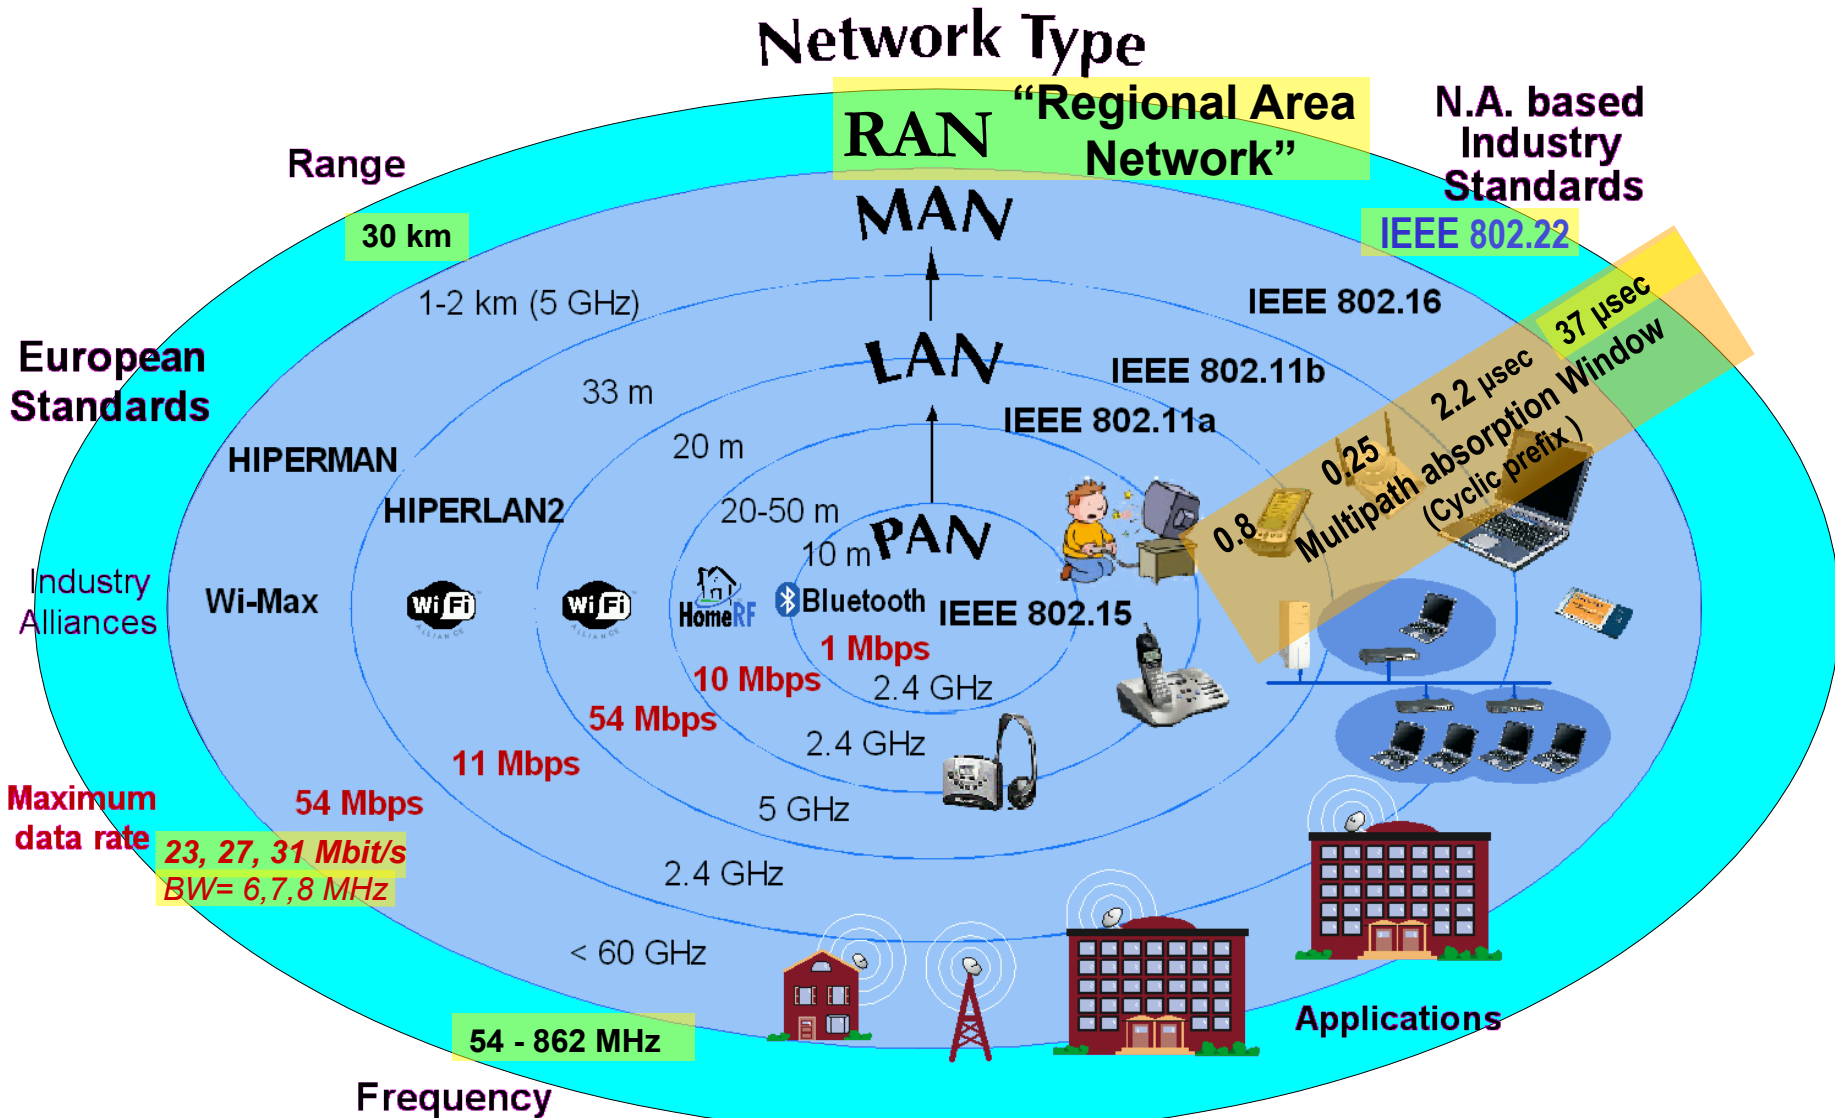 Network Type
RAN
“Regional Area
Network”
N.A. based
Industry
Standards
Range
30 km
IEEE 802.22
MAN
1-2 km (5 GHz)
IEEE 802.16
37 µsec
European
Standards
LAN
33 m
IEEE 802.11b
2.2 µsec
IEEE 802.11a
20 m
0.25
Multipath absorption Window
(Cyclic prefix )
HIPERMAN
HIPERLAN2
20-50 m
PAN
0.8
10 m
Industry
Alliances
Wi-Max
Wi Fi
ALLIANCE
Wi Fi
ALLIANCE
HomeRF
Bluetooth
IEEE 802.15
1 Mbps
10 Mbps
2.4 GHz
54 Mbps
2.4 GHz
11 Mbps
Maximum
data rate
54 Mbps
5 GHz
23, 27, 31 Mbit/s
BW= 6,7,8 MHz
2.4 GHz
< 60 GHz
54 - 862 MHz
Applications
Frequency